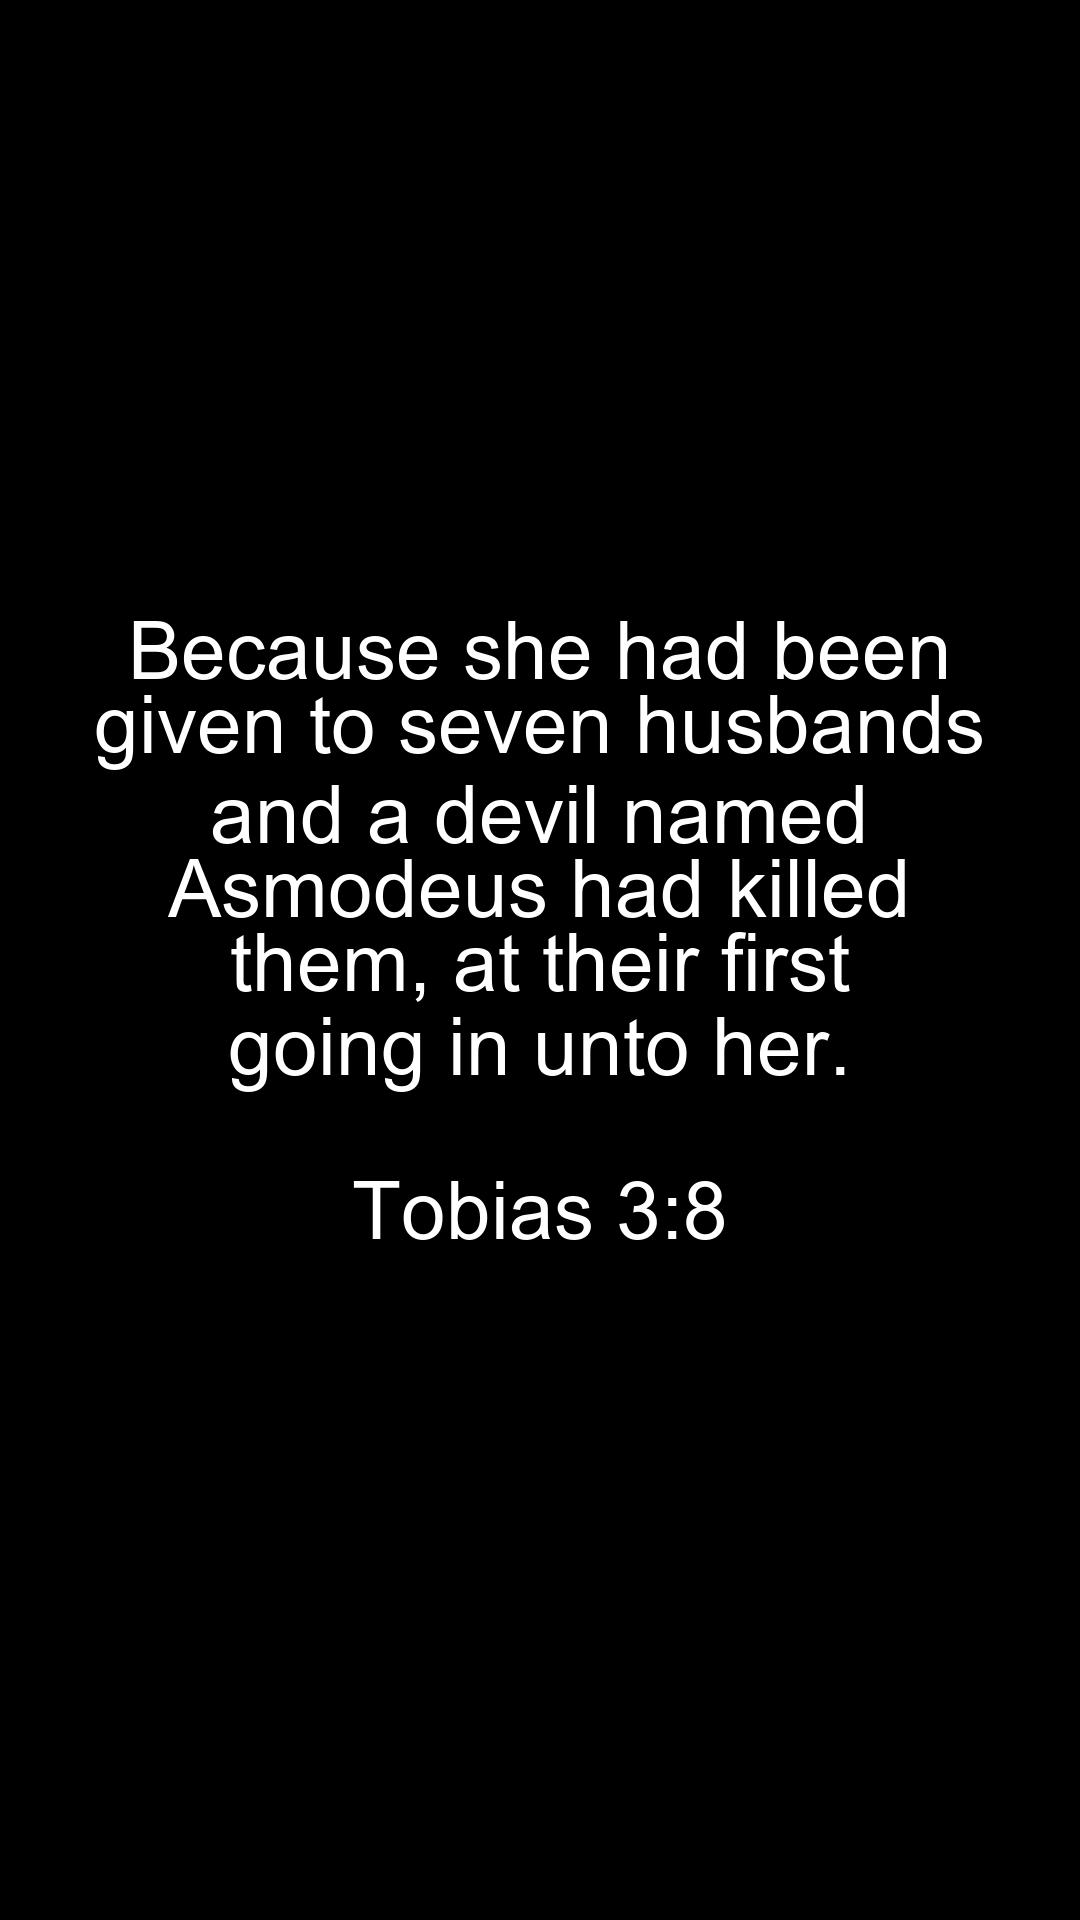 Because she had been
given to seven husbands
and a devil named
Asmodeus had killed
them, at their first
going in unto her.
Tobias 3:8